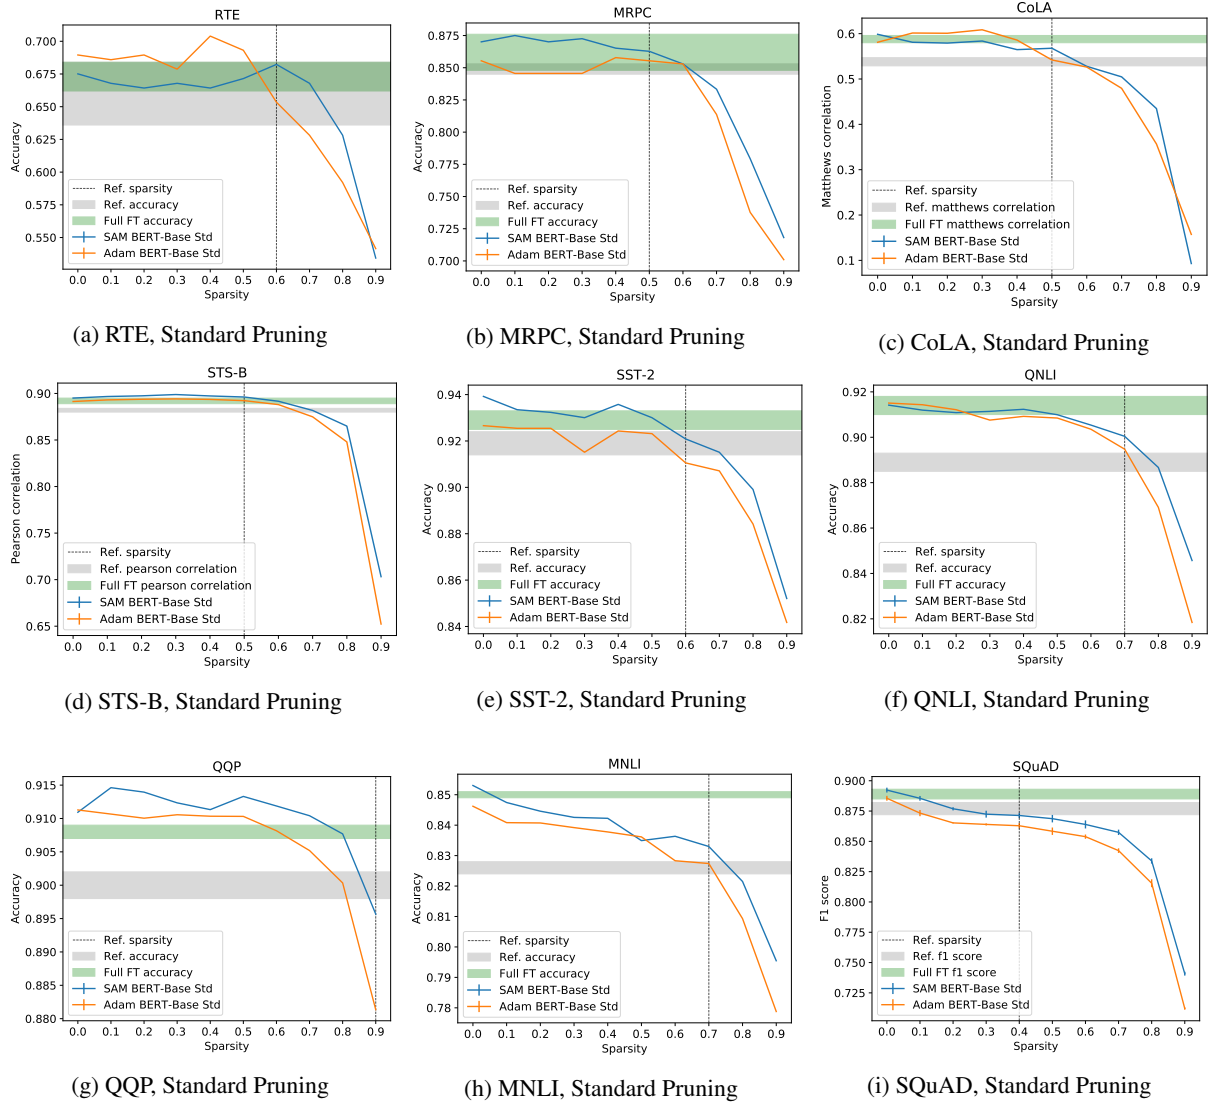 RTE
0.700
0.675
0.650
0.625
0.600
0.575
0.550
Accuracy
Ref. sparsity
Ref. accuracy
Full FT accuracy
SAM BERT-Base Std
Adam BERT-Base Std
0.0 0.1 0.2 0.3 0.4 0.5 0.6 0.7 0.8 0.9
Sparsity
(a) RTE, Standard Pruning
MRPC
0.875
0.850
0.825
0.800
0.775
0.750
0.725
0.700
Accuracy
Ref. sparsity
Ref. accuracy
Full FT accuracy
SAM BERT-Base Std
Adam BERT-Base Std
0.0 0.1 0.2 0.3 0.4 0.5 0.6 0.7 0.8 0.9
Sparsity
(b) MRPC, Standard Pruning
CoLA
0.6
0.5
0.4
0.3
0.2
0.1
Matthews correlation
Ref. sparsity
Ref. matthews correlation
Full FT matthews correlation
SAM BERT-Base Std
Adam BERT-Base Std
0.0 0.1 0.2 0.3 0.4 0.5 0.6 0.7 0.8 0.9
Sparsity
(c) CoLA, Standard Pruning
STS-B
0.90
0.85
0.80
0.75
0.70
0.65
Pearson correlation
Ref. sparsity
Ref. pearson correlation
Full FT pearson correlation
SAM BERT-Base Std
Adam BERT-Base Std
0.0 0.1 0.2 0.3 0.4 0.5 0.6 0.7 0.8 0.9
Sparsity
(d) STS-B, Standard Pruning
SST-2
0.94
0.92
0.90
0.88
0.86
0.84
Accuracy
Ref. sparsity
Ref. accuracy
Full FT accuracy
SAM BERT-Base Std
Adam BERT-Base Std
0.0 0.1 0.2 0.3 0.4 0.5 0.6 0.7 0.8 0.9
Sparsity
(e) SST-2, Standard Pruning
QNLI
0.92
0.90
0.88
0.86
0.84
0.82
Accuracy
Ref. sparsity
Ref. accuracy
Full FT accuracy
SAM BERT-Base Std
Adam BERT-Base Std
0.0 0.1 0.2 0.3 0.4 0.5 0.6 0.7 0.8 0.9
Sparsity
(f) QNLI, Standard Pruning
QQP
0.915
0.910
0.905
0.900
0.895
0.890
0.885
0.880
Accuracy
Ref. sparsity
Ref. accuracy
Full FT accuracy
SAM BERT-Base Std
Adam BERT-Base Std
0.0 0.1 0.2 0.3 0.4 0.5 0.6 0.7 0.8 0.9
Sparsity
(g) QQP, Standard Pruning
MNLI
0.85
0.84
0.83
0.82
0.81
0.80
0.79
0.78
Accuracy
Ref. sparsity
Ref. accuracy
Full FT accuracy
SAM BERT-Base Std
Adam BERT-Base Std
0.0 0.1 0.2 0.3 0.4 0.5 0.6 0.7 0.8 0.9
Sparsity
(h) MNLI, Standard Pruning
SQuAD
0.900
0.875
0.850
0.825
0.800
0.775
0.750
0.725
F1 score
Ref. sparsity
Ref. f1 score
Full FT f1 score
SAM BERT-Base Std
Adam BERT-Base Std
0.0 0.1 0.2 0.3 0.4 0.5 0.6 0.7 0.8 0.9
Sparsity
(i) SQuAD, Standard Pruning